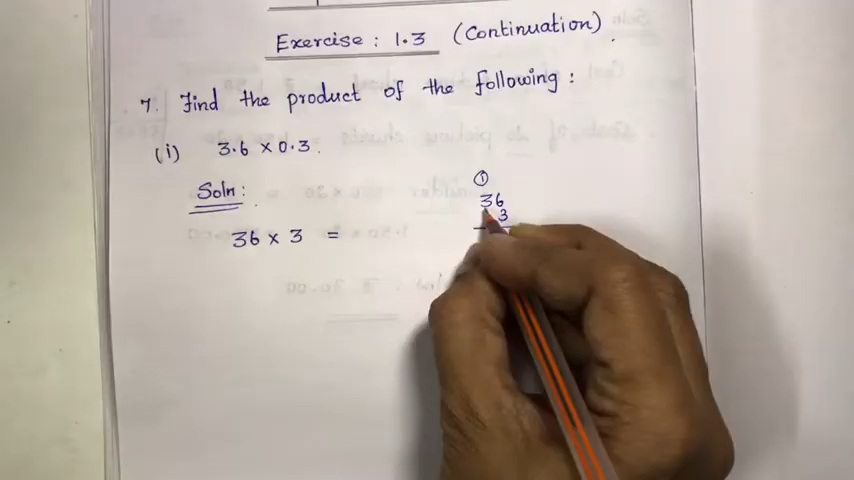 Exercise : 1.3 (Continuation)
7. Find the product of the following :
(i) 3.6 × 0.3.
Soln :
①
36
3
36 × 3 =